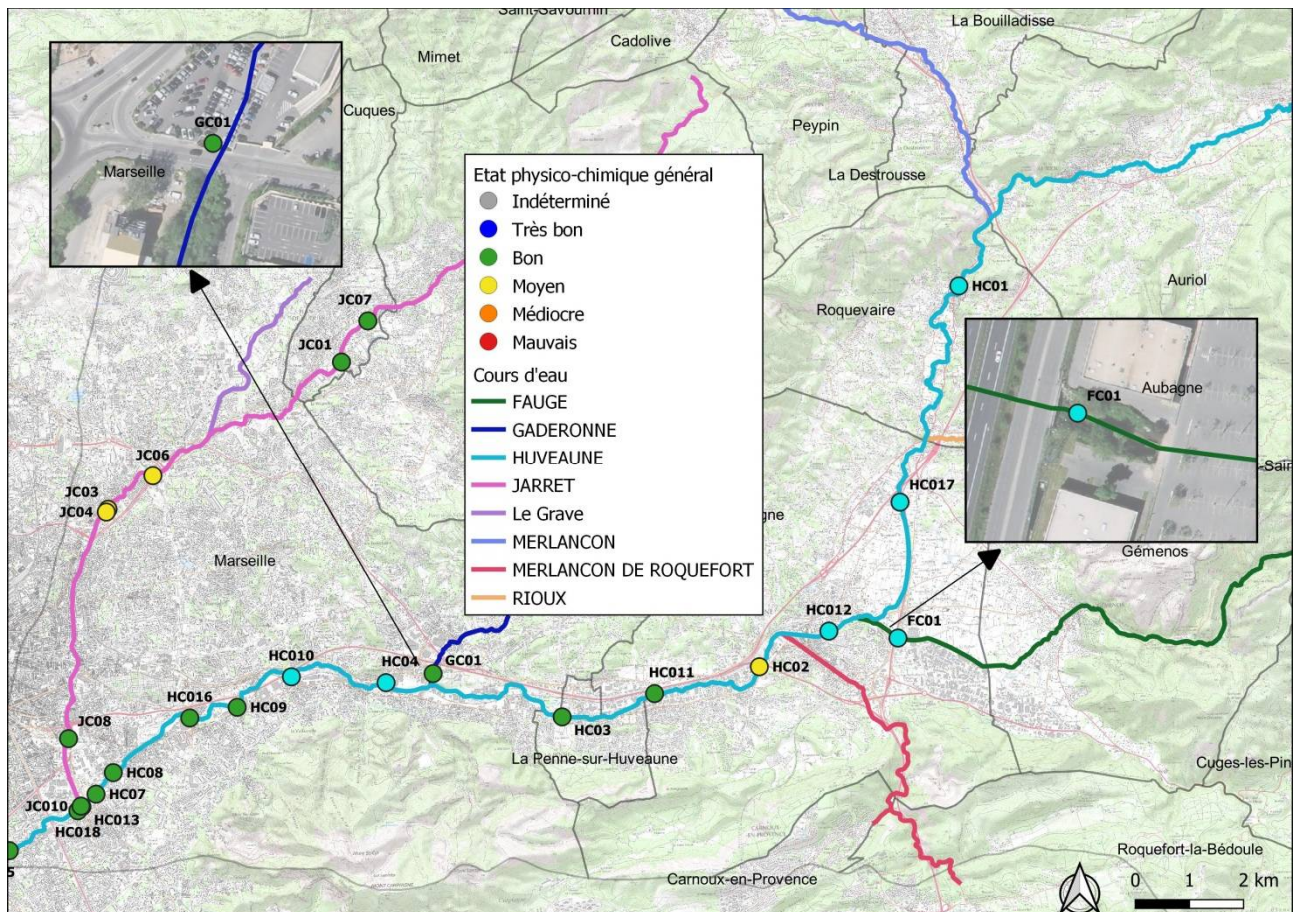 Saint-Savournin
La Bouilladisse
Cadolive
Mimet
Cuques
GC01
Marseille
Peypin
La Destrousse
Etat physico-chimique général
Indéterminé
Très bon
Bon
Moyen
Médiocre
Mauvais
Cours d'eau
FAUGE
GADERONNE
HUVEAUNE
JARRET
Le Grave
MERLANCON
MERLANCON DE ROQUEFORT
RIOUX
Auriol
HC01
Roquevaire
JC07
JC01
Aubagne
FC01
JC06
-Sain
JC03
JC04
HC017
gne
Gémenos
Marseille
HC012
FC01
HC04
GC01
HC010
HC011
HC02
HC016
HC09
HC03
JC08
La Penne-sur-Huveaune
HC08
Cuges-les-Pin
HC07
JC010
HC013
HC018
5
Roquefort-la-Bédoule
Carnoux-en-Provence
0 1 2 km